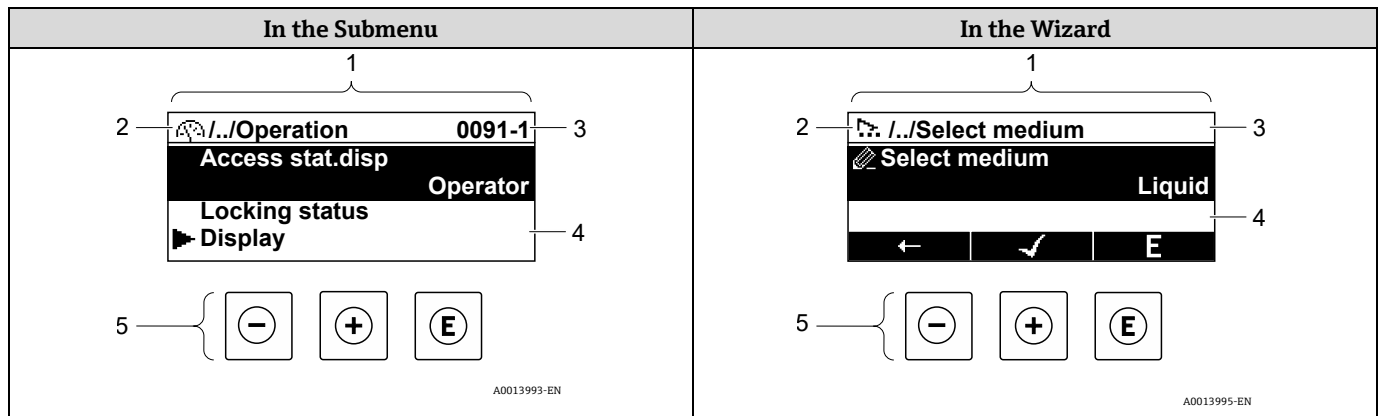 In the Submenu
1
2
/../Operation 0091-1
3
Access stat.disp
Operator
Locking status
Display
4
5
- + E
A0013993-EN
In the Wizard
1
2
/../Select medium
3
Select medium
Liquid
4
← ✓ E
5
- + E
A0013995-EN